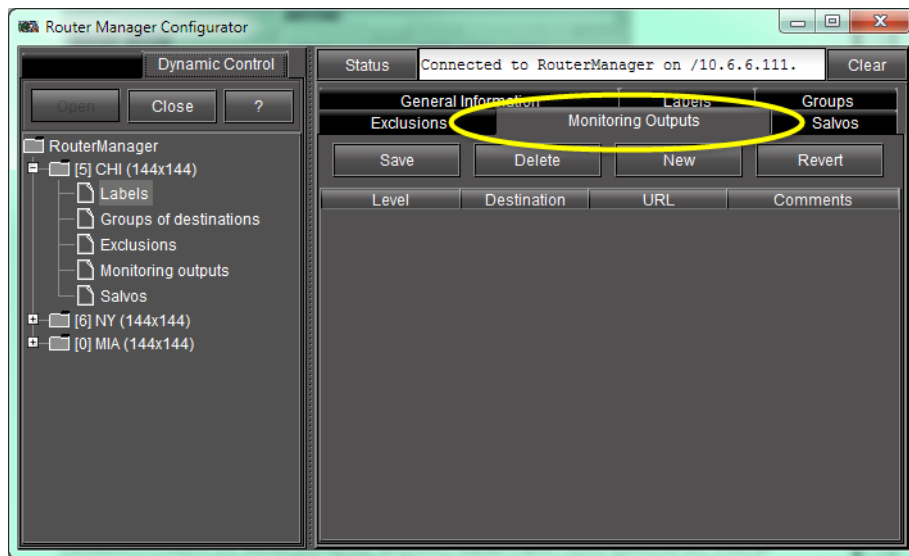 Router Manager Configurator
Dynamic Control
Open Close ?
RouterManager
[5] CHI (144x144)
Labels
Groups of destinations
Exclusions
Monitoring outputs
Salvos
[6] NY (144x144)
[0] MIA (144x144)
Status Connected to RouterManager on /10.6.6.111. Clear
General Information Labels Groups
Exclusions Monitoring Outputs Salvos
Save Delete New Revert
Level Destination URL Comments